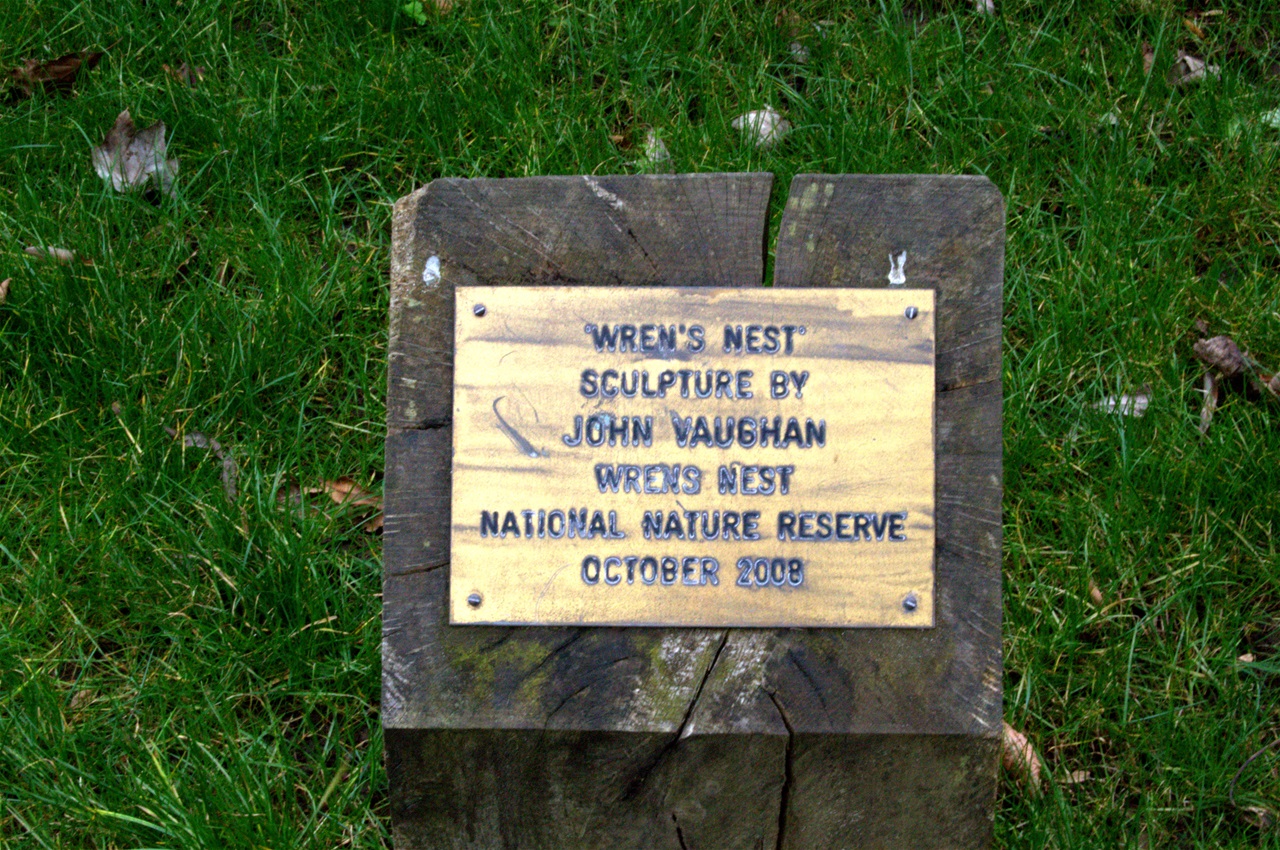 "WREN'S NEST"
SCULPTURE BY
JOHN VAUGHAN
WRENS NEST
NATIONAL NATURE RESERVE
OCTOBER 2008